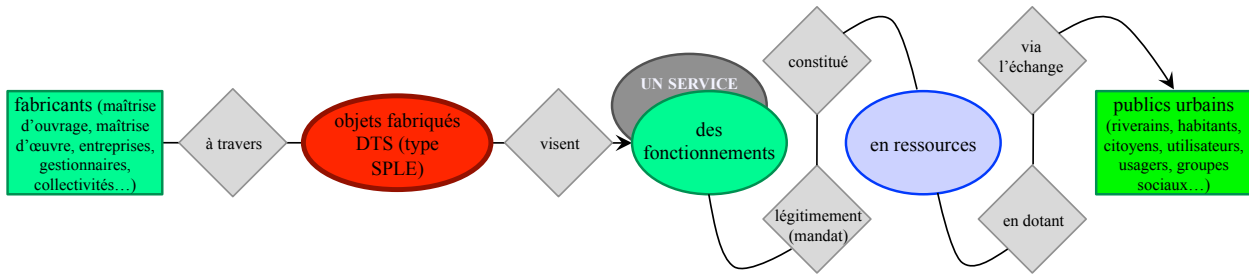 fabricants (maîtrise
d’ouvrage, maîtrise
d’œuvre, entreprises,
gestionnaires,
collectivités…)
à travers
objets fabriqués
DTS (type
SPLE)
visent
UN SERVICE
des
fonctionnements
légitimement
(mandat)
constitué
en ressources
en dotant
via
l’échange
publics urbains
(riverains, habitants,
citoyens, utilisateurs,
usagers, groupes
sociaux…)